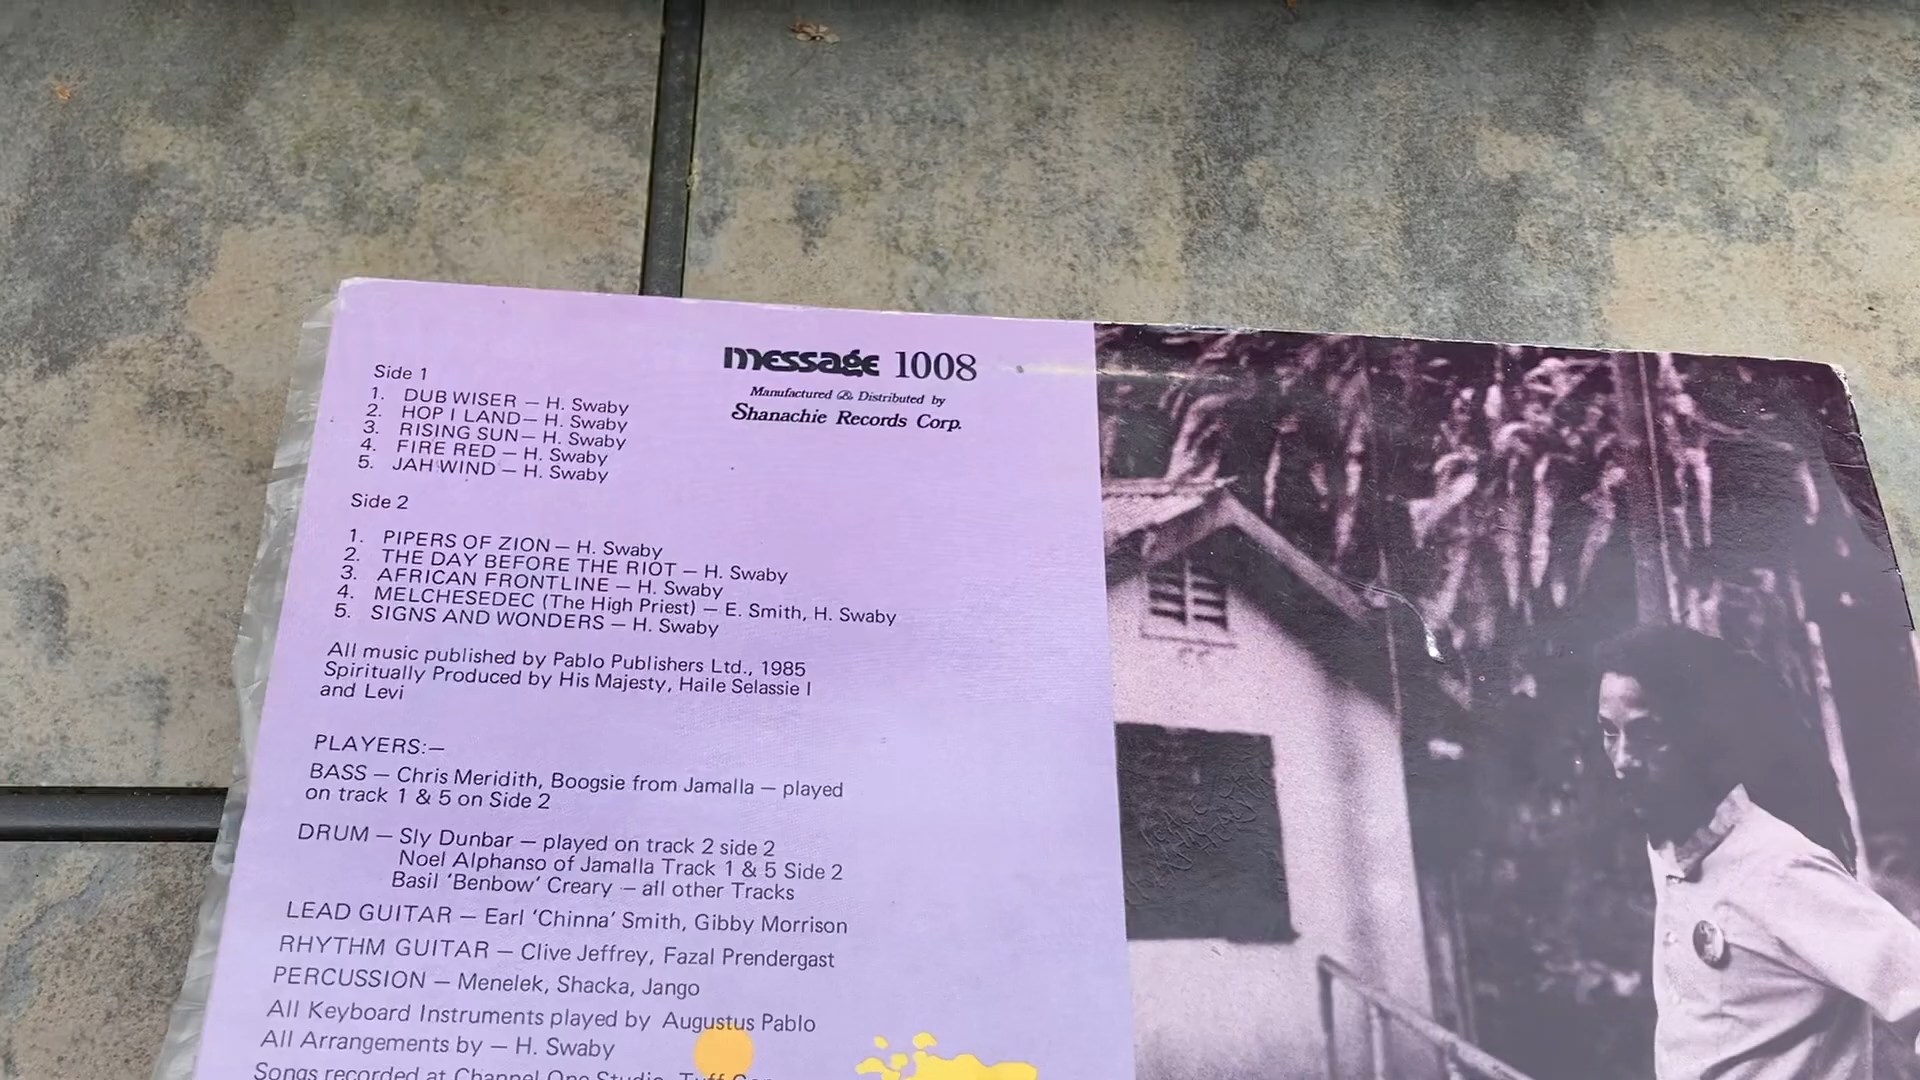 message 1008
Manufactured & Distributed by
Shanachie Records Corp.
Side 1
1. DUB WISER — H. Swaby
2. HOP I LAND — H. Swaby
3. RISING SUN — H. Swaby
4. FIRE RED — H. Swaby
5. JAH WIND — H. Swaby
Side 2
1. PIPERS OF ZION — H. Swaby
2. THE DAY BEFORE THE RIOT — H. Swaby
3. AFRICAN FRONTLINE — H. Swaby
4. MELCHESEDEC (The High Priest) — E. Smith, H. Swaby
5. SIGNS AND WONDERS — H. Swaby
All music published by Pablo Publishers Ltd., 1985
Spiritually Produced by His Majesty, Haile Selassie I
and Levi
PLAYERS:—
BASS — Chris Meridith, Boogsie from Jamalla — played
on track 1 & 5 on Side 2
DRUM — Sly Dunbar — played on track 2 side 2
Noel Alphanso of Jamalla Track 1 & 5 Side 2
Basil ‘Benbow’ Creary — all other Tracks
LEAD GUITAR — Earl ‘Chinna’ Smith, Gibby Morrison
RHYTHM GUITAR — Clive Jeffrey, Fazal Prendergast
PERCUSSION — Menelek, Shacka, Jango
All Keyboard Instruments played by Augustus Pablo
All Arrangements by — H. Swaby
Songs recorded at Channel One Studio, Tuff